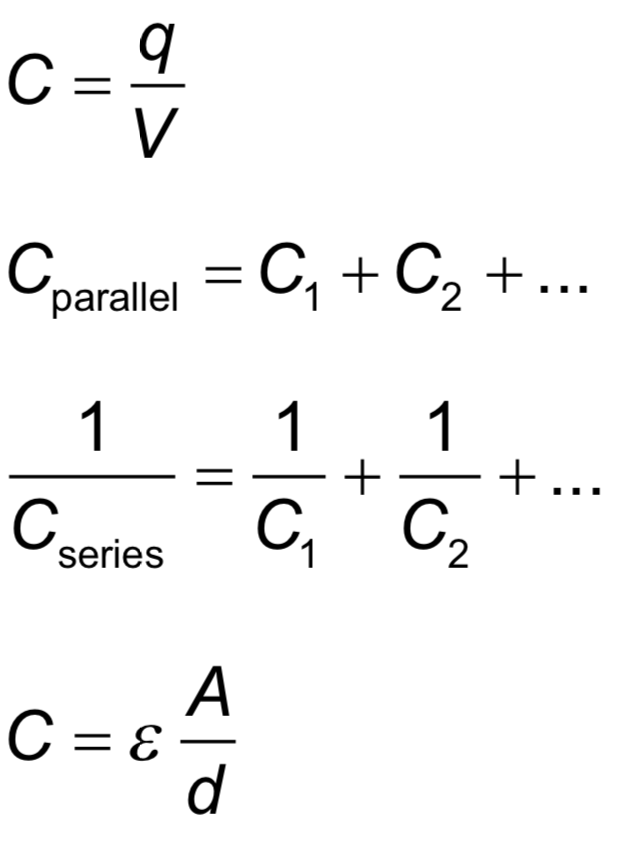 C = q/V
C_parallel = C_1 + C_2 + ...
1/C_series = 1/C_1 + 1/C_2 + ...
C = ε A/d